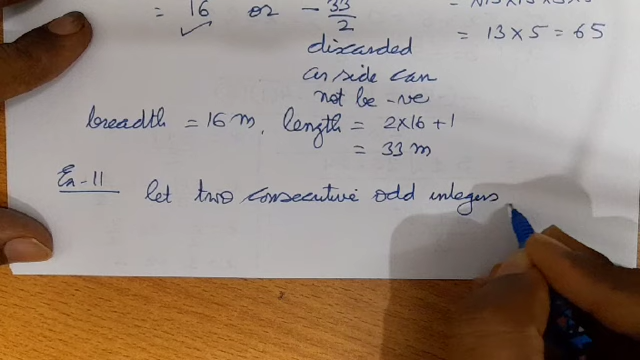 = 16 or - 33/2
= 13 × 5 = 65
discarded
as side can
not be -ve
breadth = 16 m, length = 2×16+1
= 33 m
Ex-11 let two consecutive odd integers